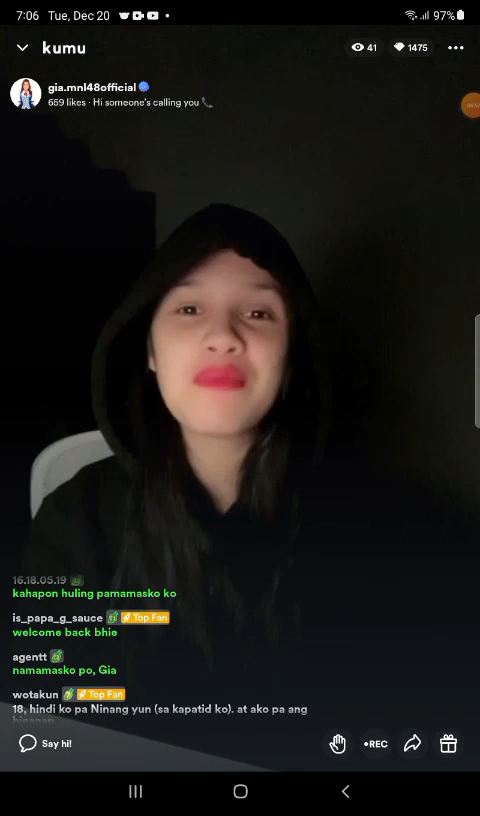 7:06 Tue, Dec 20
97%
kumu
41
1475
gia.mnl48official
659 likes · Hi someone's calling you
16.18.05.19
kahapon huling pamamasko ko
is_papa_g_sauce Top Fan
welcome back bhie
agentt
namamasko po, Gia
wotakun Top Fan
18, hindi ko pa Ninang yun (sa kapatid ko). at ako pa ang
Say hi!
•REC